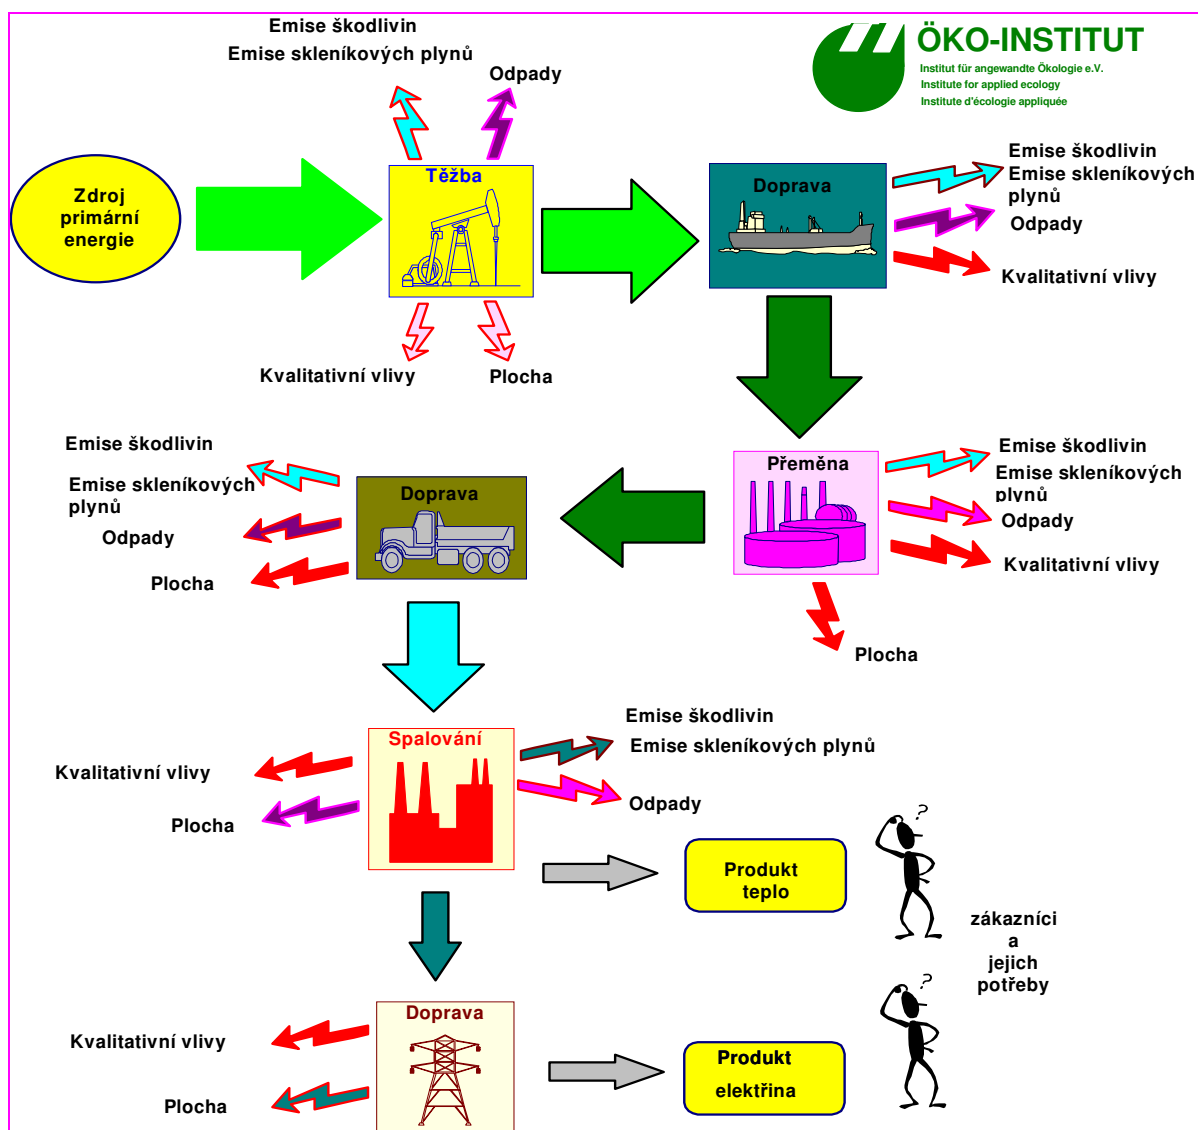 Emise škodlivin
Emise skleníkových plynů
Odpady
ÖKO-INSTITUT
Institut für angewandte Ökologie e.V.
Institute for applied ecology
Institute d'écologie appliquée
Zdroj
primární
energie
Těžba
Doprava
Emise škodlivin
Emise skleníkových
plynů
Odpady
Kvalitativní vlivy
Kvalitativní vlivy
Plocha
Emise škodlivin
Emise skleníkových
plynů
Odpady
Plocha
Doprava
Přeměna
Emise škodlivin
Emise skleníkových
plynů
Odpady
Kvalitativní vlivy
Plocha
Spalování
Emise škodlivin
Emise skleníkových plynů
Odpady
Kvalitativní vlivy
Plocha
Produkt
teplo
?
zákazníci
a
jejich
potřeby
Doprava
Kvalitativní vlivy
Plocha
Produkt
elektřina
?